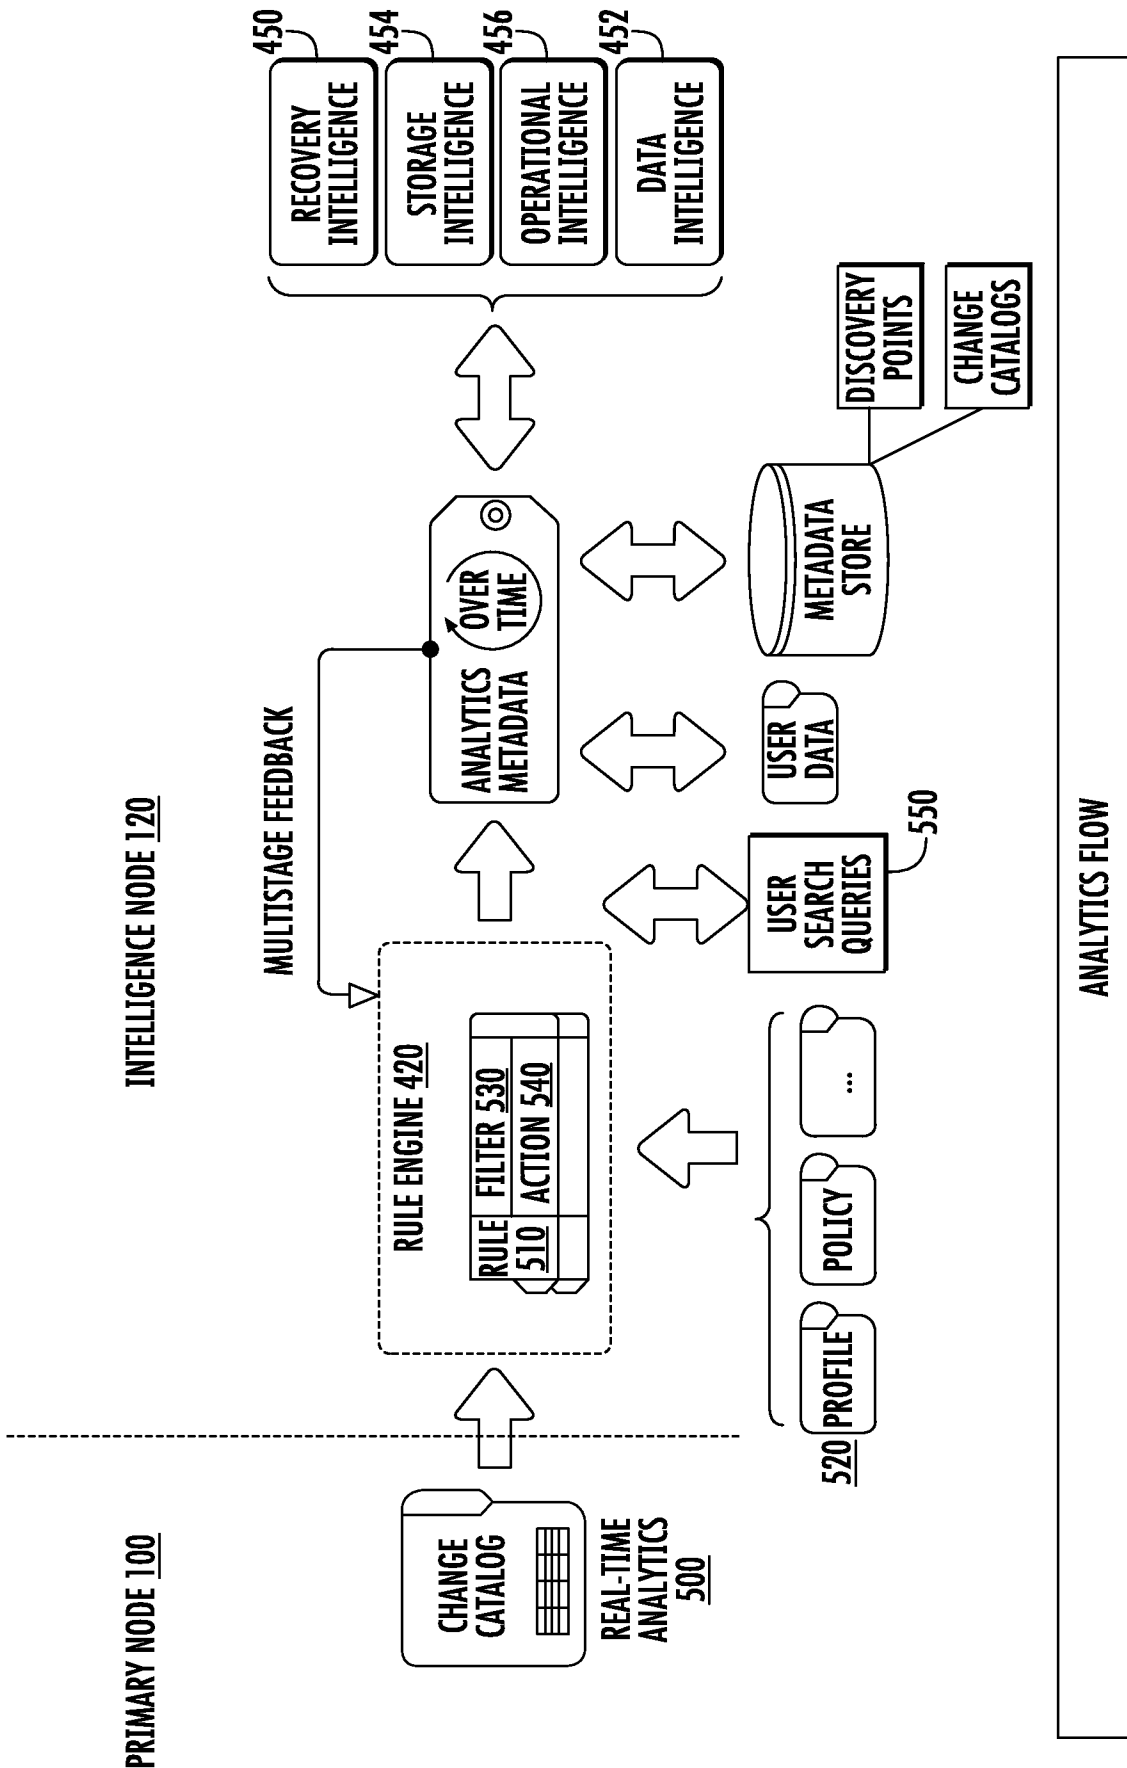 PRIMARY NODE 100
INTELLIGENCE NODE 120
MULTISTAGE FEEDBACK
CHANGE
CATALOG
REAL-TIME
ANALYTICS
500
RULE ENGINE 420
RULE
510
FILTER 530
ACTION 540
ANALYTICS
METADATA
OVER
TIME
RECOVERY
INTELLIGENCE
450
STORAGE
INTELLIGENCE
454
OPERATIONAL
INTELLIGENCE
456
DATA
INTELLIGENCE
452
520
PROFILE
POLICY
...
USER
SEARCH
QUERIES
550
USER
DATA
METADATA
STORE
DISCOVERY
POINTS
CHANGE
CATALOGS
ANALYTICS FLOW